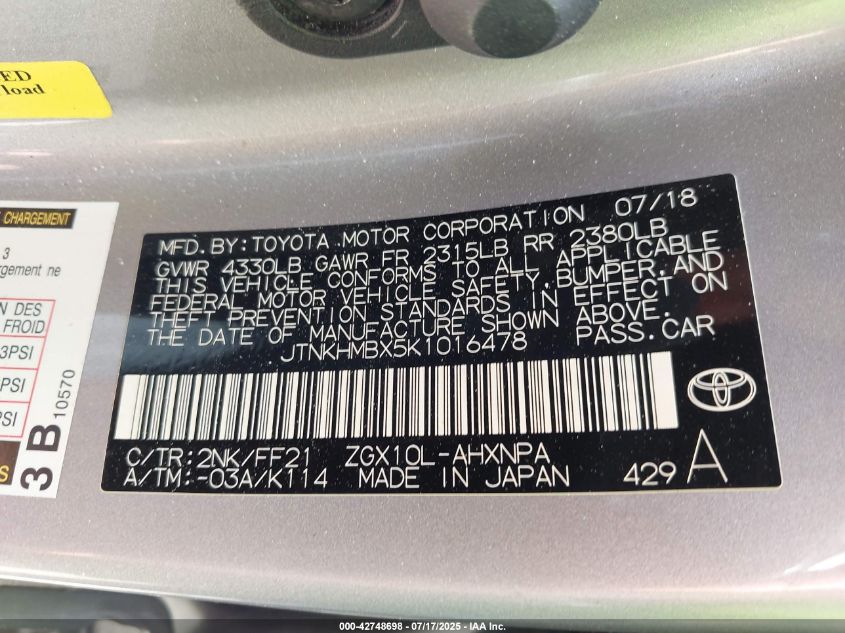 ED
load
CHARGEMENT
3
rgement ne
N DES
FROID
3PSI
PSI
PSI
S
3B
10570
07/18
MFD. BY: TOYOTA MOTOR CORPORATION
GVWR 4330LB GAWR FR 2315LB RR 2380LB
THIS VEHICLE CONFORMS TO ALL APPLICABLE
FEDERAL MOTOR VEHICLE SAFETY, BUMPER, AND
THEFT PREVENTION STANDARDS IN EFFECT ON
THE DATE OF MANUFACTURE SHOWN ABOVE.
JTNKHMBX5K1016478 PASS. CAR
C/TR: 2NK/FF21 ZGX10L-AHXNPA
A/TM: -03A/K114 MADE IN JAPAN 429 A
000-42748698 - 07/17/2025 - IAA Inc.